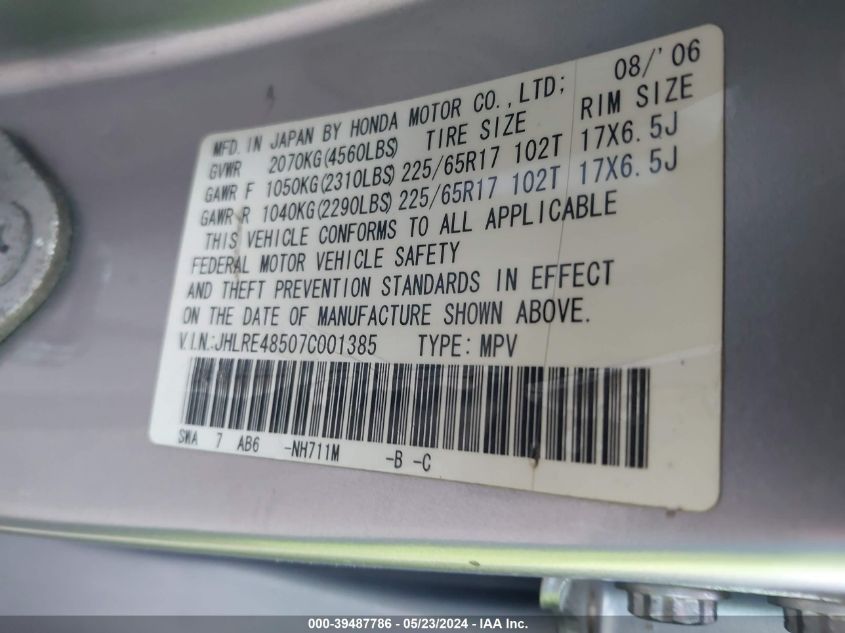 08/'06
MFD. IN JAPAN BY HONDA MOTOR CO., LTD;
GVWR 2070KG(4560LBS) TIRE SIZE RIM SIZE
GAWR F 1050KG(2310LBS) 225/65R17 102T 17X6.5J
GAWR R 1040KG(2290LBS) 225/65R17 102T 17X6.5J
THIS VEHICLE CONFORMS TO ALL APPLICABLE
FEDERAL MOTOR VEHICLE SAFETY
AND THEFT PREVENTION STANDARDS IN EFFECT
ON THE DATE OF MANUFACTURE SHOWN ABOVE.
V.I.N.:JHLRE48507C001385 TYPE: MPV
SWA 7 AB6 -NH711M -B -C
000-39487786 - 05/23/2024 - IAA Inc.